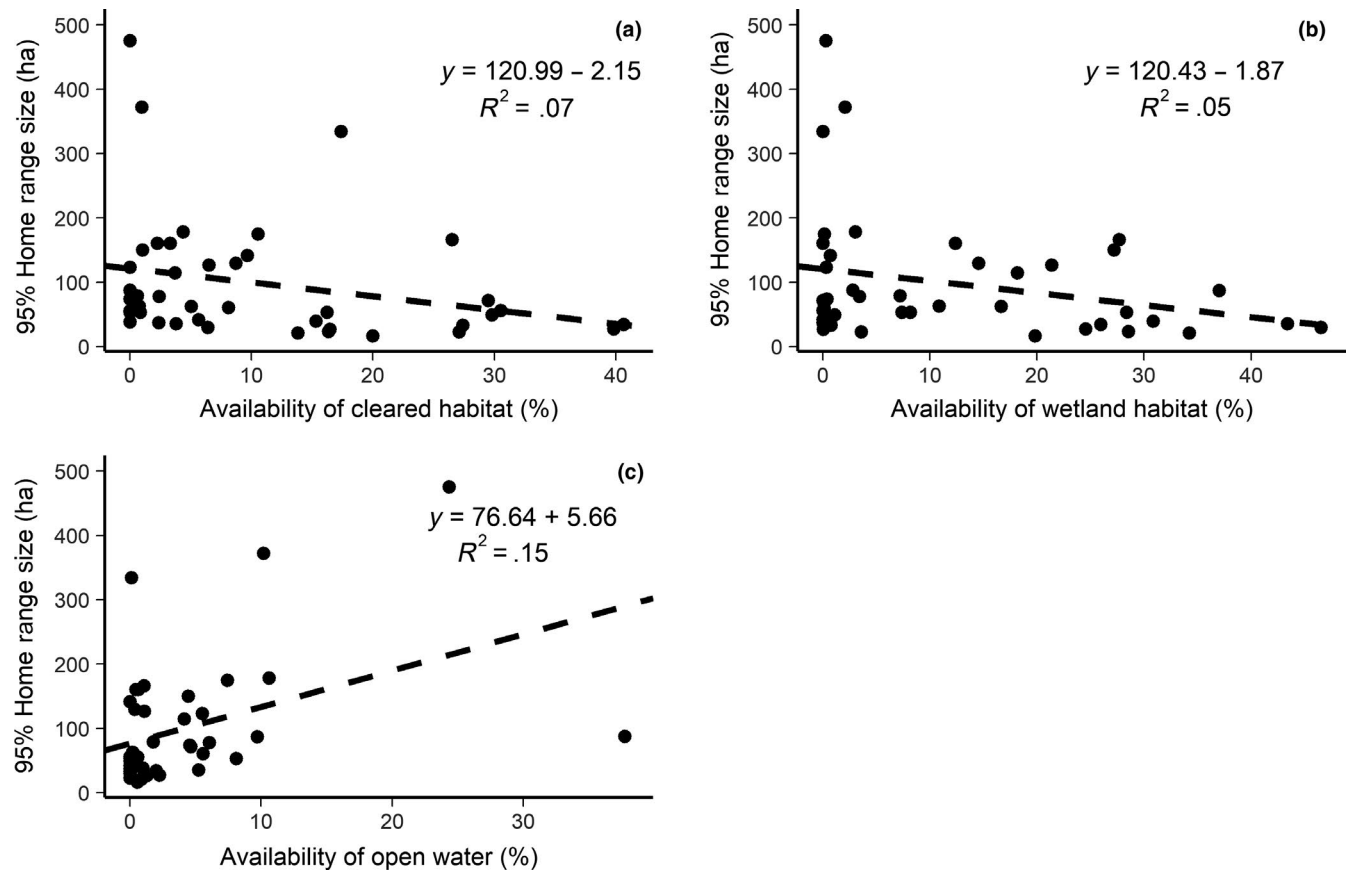 (a)
y = 120.99 – 2.15
R² = .07
500
400
300
200
100
0
95% Home range size (ha)
0 10 20 30 40
Availability of cleared habitat (%)
(b)
y = 120.43 – 1.87
R² = .05
500
400
300
200
100
0
95% Home range size (ha)
0 10 20 30 40
Availability of wetland habitat (%)
(c)
y = 76.64 + 5.66
R² = .15
500
400
300
200
100
0
95% Home range size (ha)
0 10 20 30
Availability of open water (%)